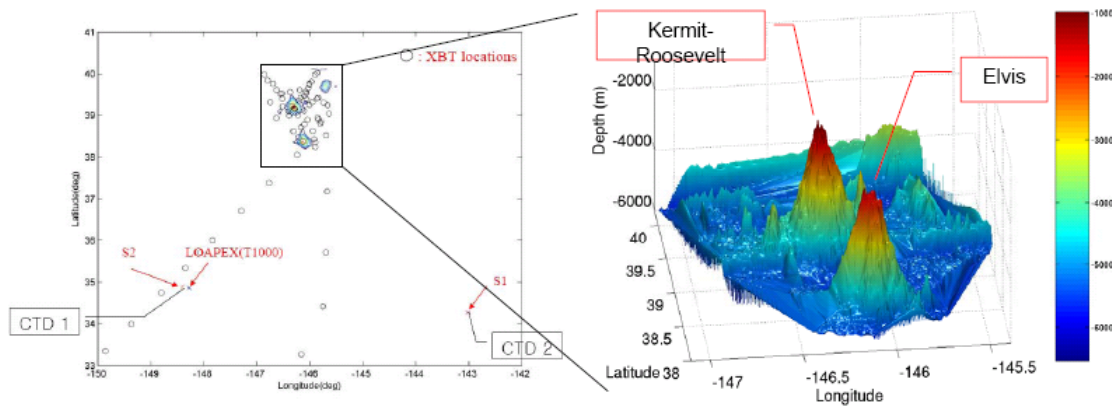 41
40
39
38
37
36
35
34
33
-150
-149
-148
-147
-146
-145
-144
-143
-142
Latitude(deg)
Longitude(deg)
: XBT locations
S2
LOAPEX(T1000)
S1
CTD 1
CTD 2
Kermit-
Roosevelt
Elvis
-2000
-4000
-6000
Depth (m)
40
39.5
39
38.5
Latitude 38
-147
-146.5
-146
-145.5
Longitude
-1000
-2000
-3000
-4000
-5000
-6000